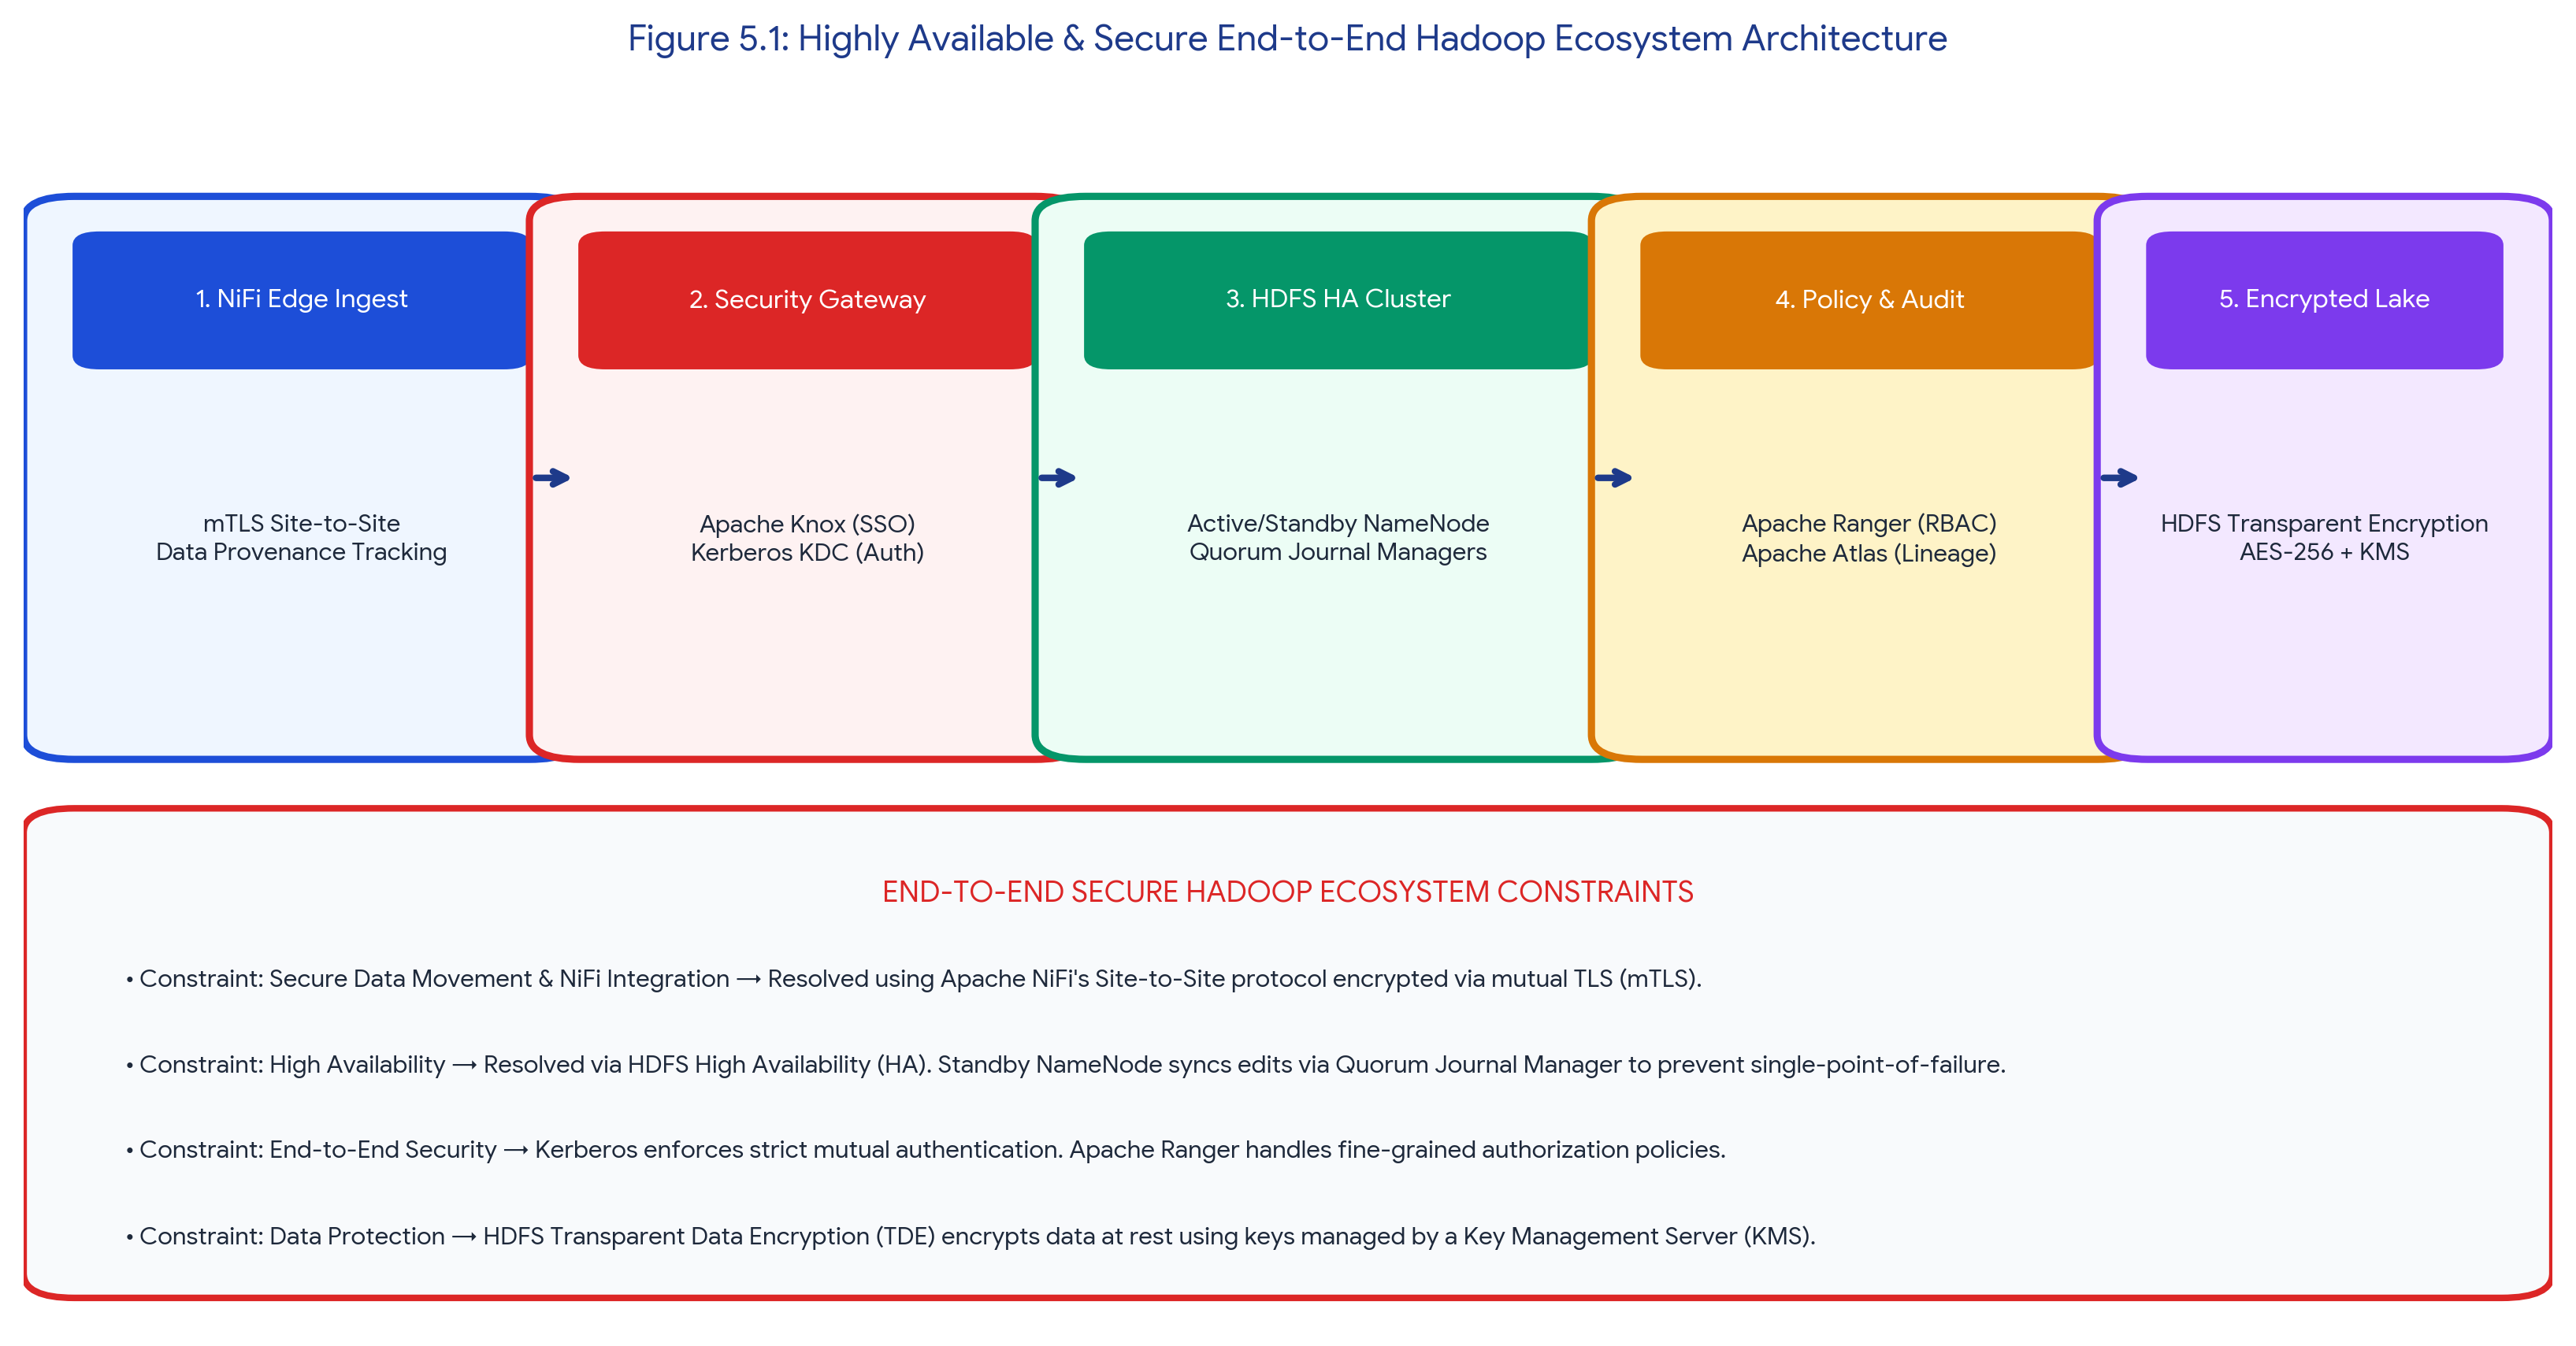 Figure 5.1: Highly Available & Secure End-to-End Hadoop Ecosystem Architecture
1. NiFi Edge Ingest
mTLS Site-to-Site
Data Provenance Tracking
2. Security Gateway
Apache Knox (SSO)
Kerberos KDC (Auth)
3. HDFS HA Cluster
Active/Standby NameNode
Quorum Journal Managers
4. Policy & Audit
Apache Ranger (RBAC)
Apache Atlas (Lineage)
5. Encrypted Lake
HDFS Transparent Encryption
AES-256 + KMS
END-TO-END SECURE HADOOP ECOSYSTEM CONSTRAINTS
• Constraint: Secure Data Movement & NiFi Integration → Resolved using Apache NiFi's Site-to-Site protocol encrypted via mutual TLS (mTLS).
• Constraint: High Availability → Resolved via HDFS High Availability (HA). Standby NameNode syncs edits via Quorum Journal Manager to prevent single-point-of-failure.
• Constraint: End-to-End Security → Kerberos enforces strict mutual authentication. Apache Ranger handles fine-grained authorization policies.
• Constraint: Data Protection → HDFS Transparent Data Encryption (TDE) encrypts data at rest using keys managed by a Key Management Server (KMS).